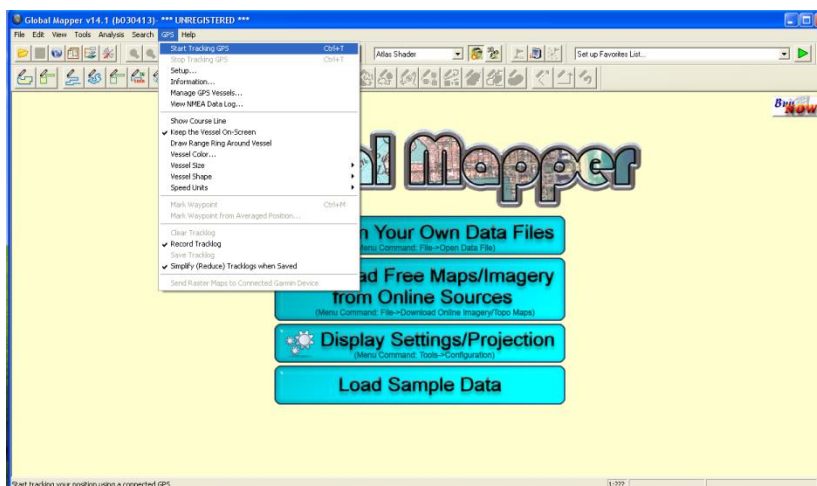 Global Mapper v14.1 (b030413)- *** UNREGISTERED ***
File Edit View Tools Analysis Search GPS Help
Atlas Shader
Set up Favorites List...
Start Tracking GPS Ctrl+T
Stop Tracking GPS Ctrl+T
Setup...
Information...
Manage GPS Vessels...
View NMEA Data Log...
Show Course Line
Keep the Vessel On-Screen
Draw Range Ring Around Vessel
Vessel Color...
Vessel Size
Vessel Shape
Speed Units
Mark Waypoint Ctrl+M
Mark Waypoint from Averaged Position...
Clear Tracklog
Record Tracklog
Save Tracklog
Simplify (Reduce) Tracklogs when Saved
Send Raster Maps to Connected Garmin Device
Mapper
Your Own Data Files
Menu Command: File->Open Data File)
Free Maps/Imagery
from Online Sources
(Menu Command: File->Download Online Imagery/Topo Maps)
Display Settings/Projection
(Menu Command: Tools->Configuration)
Load Sample Data
Start tracking your position using a connected GPS
1:???